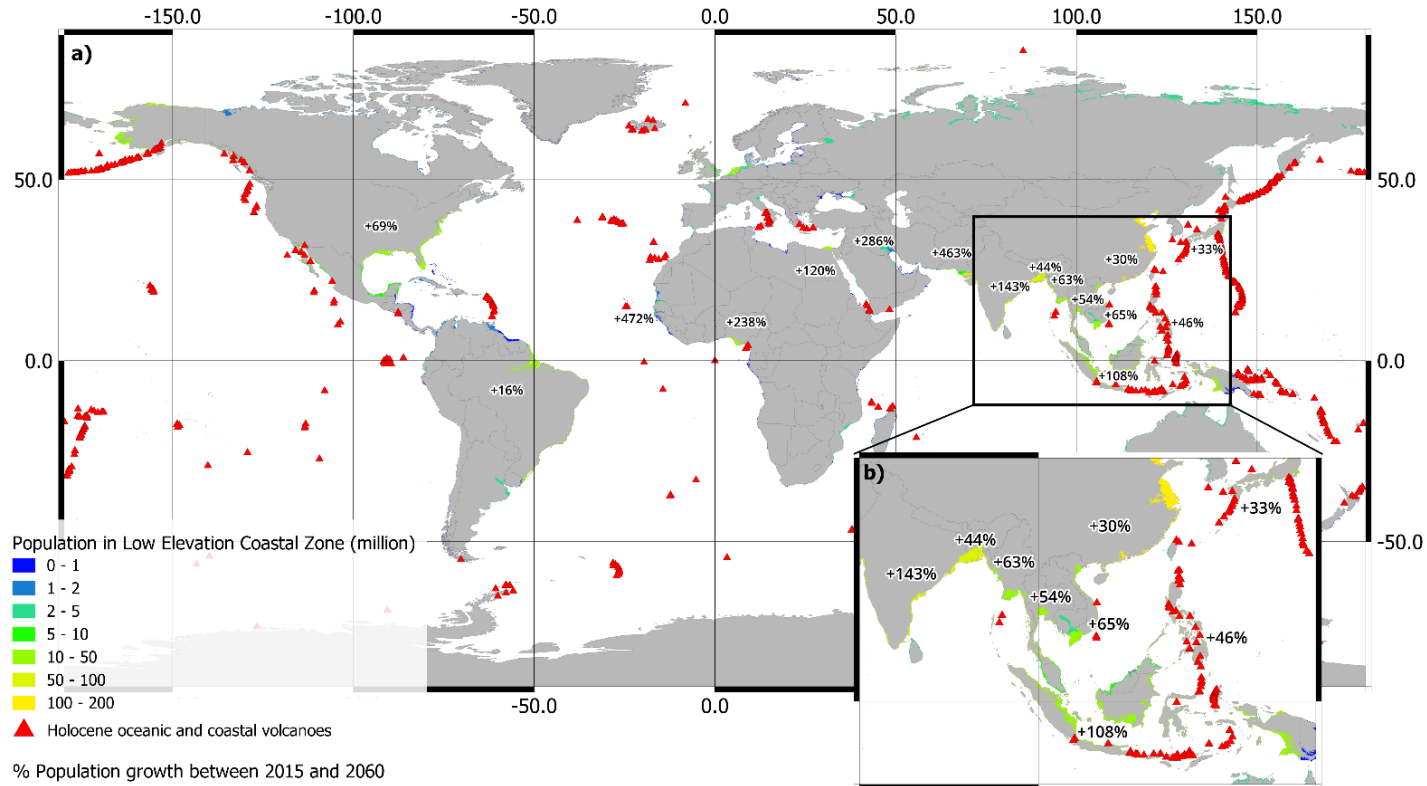 -150.0 -100.0 -50.0 0.0 50.0 100.0 150.0
a)
50.0 50.0
+69% +286% +463% +33%
+120% +44% +30%
+143% +63%
+54%
+472% +238% +65% +46%
0.0 0.0
+108%
+16%
b)
+33%
+30%
+44%
+63%
+143%
+54%
+65%
+46%
+108%
-50.0
Population in Low Elevation Coastal Zone (million)
0 - 1
1 - 2
2 - 5
5 - 10
10 - 50
50 - 100
100 - 200
Holocene oceanic and coastal volcanoes
% Population growth between 2015 and 2060
-50.0 0.0